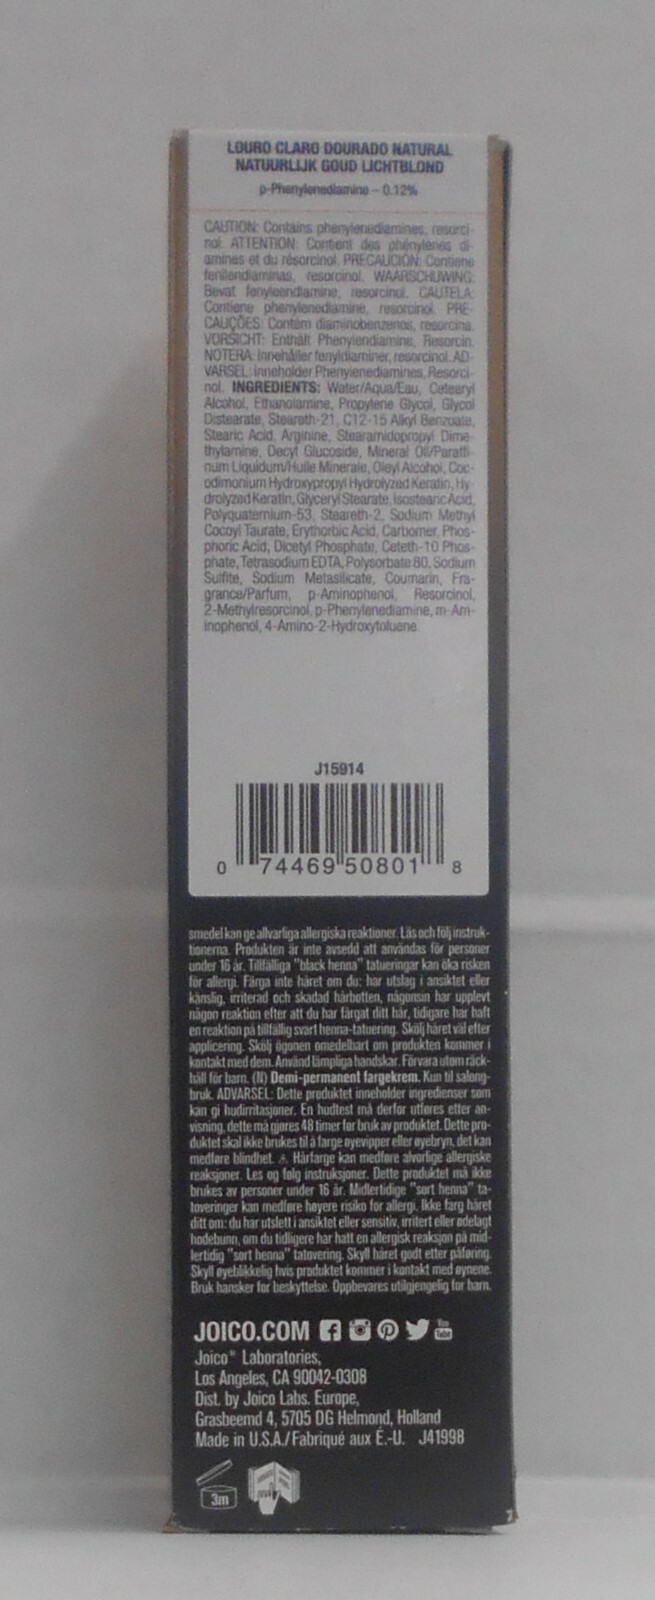 LOURO CLARO DOURADO NATURAL
NATUURLIJK GOUD LICHTBLOND
p-Phenylenediamine – 0.12%
CAUTION: Contains phenylenediamines, resorci-
nol. ATTENTION: Contient des phénylènes di-
amines et du résorcinol. PRECAUCIÓN: Contiene
fenilendiaminas, resorcinol. WAARSCHUWING:
Bevat fenyleendiamine, resorcinol. CAUTELA:
Contiene phenylenediamine, resorcinol. PRE-
CAUÇÕES: Contém diaminobenzenos, resorcina.
VORSICHT: Enthält Phenylendiamine, Resorcin.
NOTERA: Innehåller fenyldiaminer, resorcinol. AD-
VARSEL: inneholder Phenylenediamines, Resorci-
nol. INGREDIENTS: Water/Aqua/Eau, Cetearyl
Alcohol, Ethanolamine, Propylene Glycol, Glycol
Distearate, Steareth-21, C12-15 Alkyl Benzoate,
Stearic Acid, Arginine, Stearamidopropyl Dime-
thylamine, Decyl Glucoside, Mineral Oil/Paraffi-
num Liquidum/Huile Minerale, Oleyl Alcohol, Coc-
odimonium Hydroxypropyl Hydrolyzed Keratin, Hy-
drolyzed Keratin, Glyceryl Stearate, Isostearic Acid,
Polyquaternium-53, Steareth-2, Sodium Methyl
Cocoyl Taurate, Erythorbic Acid, Carbomer, Phos-
phoric Acid, Dicetyl Phosphate, Ceteth-10 Phos-
phate, Tetrasodium EDTA, Polysorbate 80, Sodium
Sulfite, Sodium Metasilicate, Coumarin, Fra-
grance/Parfum, p-Aminophenol, Resorcinol,
2-Methylresorcinol, p-Phenylenediamine, m-Am-
inophenol, 4-Amino-2-Hydroxytoluene.
J15914
0 74469 50801 8
smedel kan ge allvarliga allergiska reaktioner. Läs och följ instruk-
tionerna. Produkten är inte avsedd att användas för personer
under 16 år. Tillfälliga "black henna" tatueringar kan öka risken
för allergi. Färga inte håret om du: har utslag i ansiktet eller
känslig, irriterad och skadad hårbotten, någonsin har upplevt
någon reaktion efter att du har färgat ditt hår, tidigare har haft
en reaktion på tillfällig svart henna-tatuering. Skölj håret väl efter
applicering. Skölj ögonen omedelbart om produkten kommer i
kontakt med dem. Använd lämpliga handskar. Förvara utom räck-
håll för barn. (N) Demi-permanent fargekrem. Kun til salong-
bruk. ADVARSEL: Dette produktet inneholder ingredienser som
kan gi hudirritasjoner. En hudtest må derfor utføres etter an-
visning, dette må gjøres 48 timer før bruk av produktet. Dette pro-
duktet skal ikke brukes til å farge øyevipper eller øyebryn, det kan
medføre blindhet. ⚠ Hårfarge kan medføre alvorlige allergiske
reaksjoner. Les og følg instruksjoner. Dette produktet må ikke
brukes av personer under 16 år. Midlertidige "sort henna" ta-
toveringer kan medføre høyere risiko for allergi. Ikke farg håret
ditt om: du har utslett i ansiktet eller sensitiv, irritert eller ødelagt
hodebunn, om du tidligere har hatt en allergisk reaksjon på mid-
lertidig "sort henna" tatovering. Skyll håret godt etter påføring.
Skyll øyeblikkelig hvis produktet kommer i kontakt med øynene.
Bruk hansker for beskyttelse. Oppbevares utilgjengelig for barn.
JOICO.COM You Tube
Joico® Laboratories,
Los Angeles, CA 90042-0308
Dist. by Joico Labs. Europe,
Grasbeemd 4, 5705 DG Helmond, Holland
Made in U.S.A./Fabriqué aux É.-U. J41998
3m